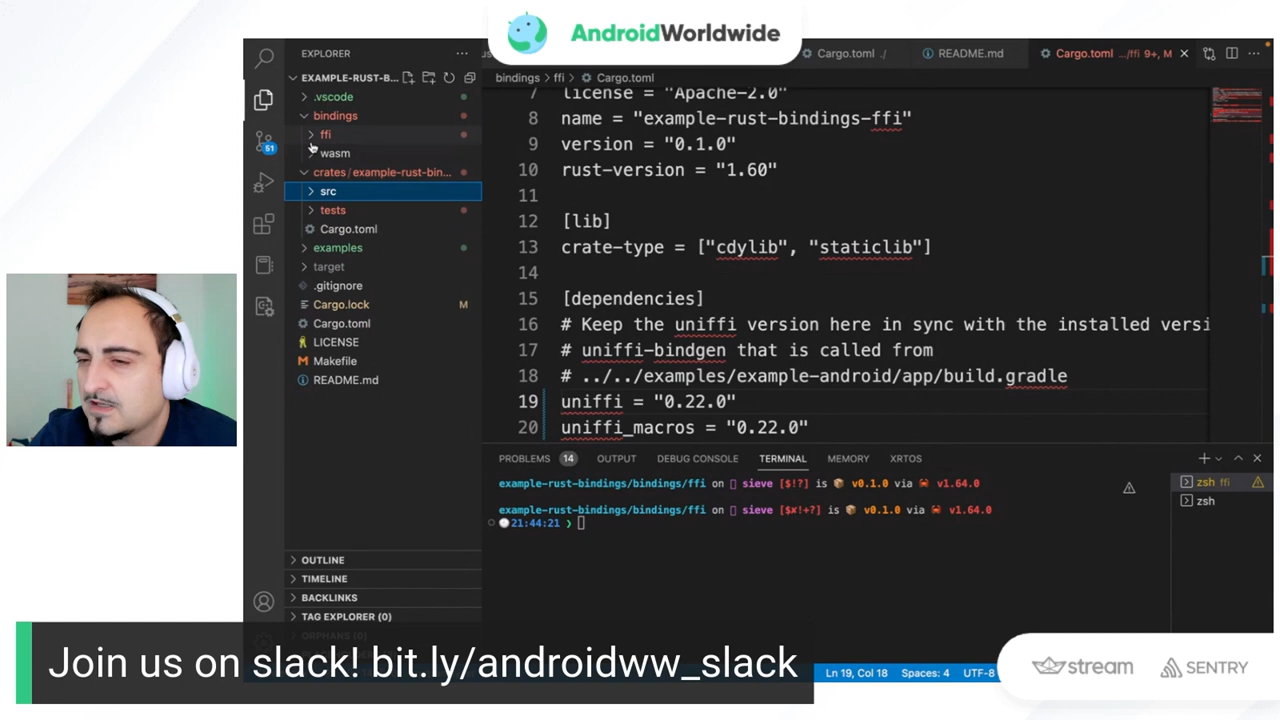 AndroidWorldwide
EXPLORER
Cargo.toml ./
README.md
Cargo.toml .../ffi 9+, M
EXAMPLE-RUST-B...
bindings > ffi > Cargo.toml
.vscode
bindings
ffi
wasm
crates / example-rust-bin...
src
tests
Cargo.toml
examples
target
.gitignore
Cargo.lock M
Cargo.toml
LICENSE
Makefile
README.md
51
7 license = "Apache-2.0"
8 name = "example-rust-bindings-ffi"
9 version = "0.1.0"
10 rust-version = "1.60"
11
12 [lib]
13 crate-type = ["cdylib", "staticlib"]
14
15 [dependencies]
16 # Keep the uniffi version here in sync with the installed versi
17 # uniffi-bindgen that is called from
18 # ../../examples/example-android/app/build.gradle
19 uniffi = "0.22.0"
20 uniffi_macros = "0.22.0"
PROBLEMS 14 OUTPUT DEBUG CONSOLE TERMINAL MEMORY XRTOS
example-rust-bindings/bindings/ffi on sieve [$!?] is v0.1.0 via v1.64.0
example-rust-bindings/bindings/ffi on sieve [$✘!+?] is v0.1.0 via v1.64.0
21:44:21 ❯
zsh ffi
zsh
OUTLINE
TIMELINE
BACKLINKS
TAG EXPLORER (0)
ORPHANS (0)
Join us on slack! bit.ly/androidww_slack
Ln 19, Col 18 Spaces: 4 UTF-8
stream
SENTRY